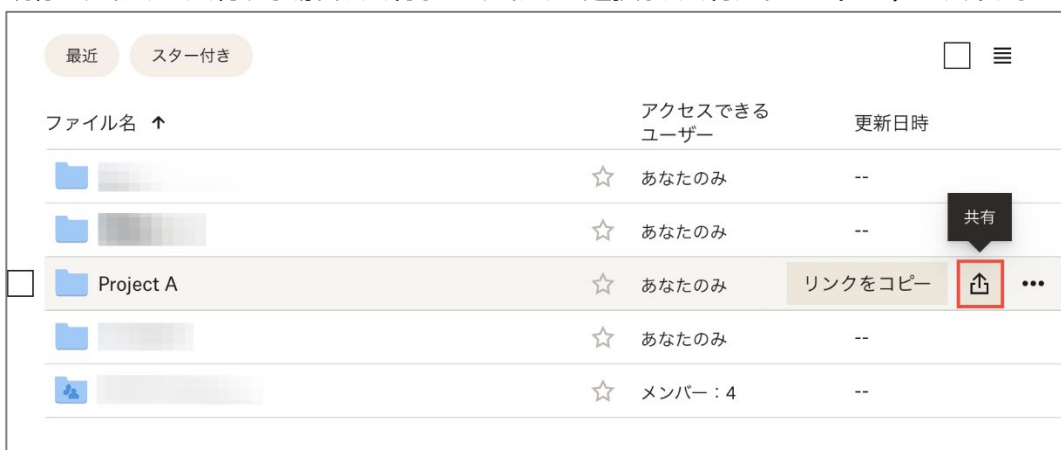 最近 スター付き
ファイル名 ↑ アクセスできる
ユーザー 更新日時
あなたのみ --
共有
あなたのみ --
Project A あなたのみ リンクをコピー •••
あなたのみ --
メンバー：4 --